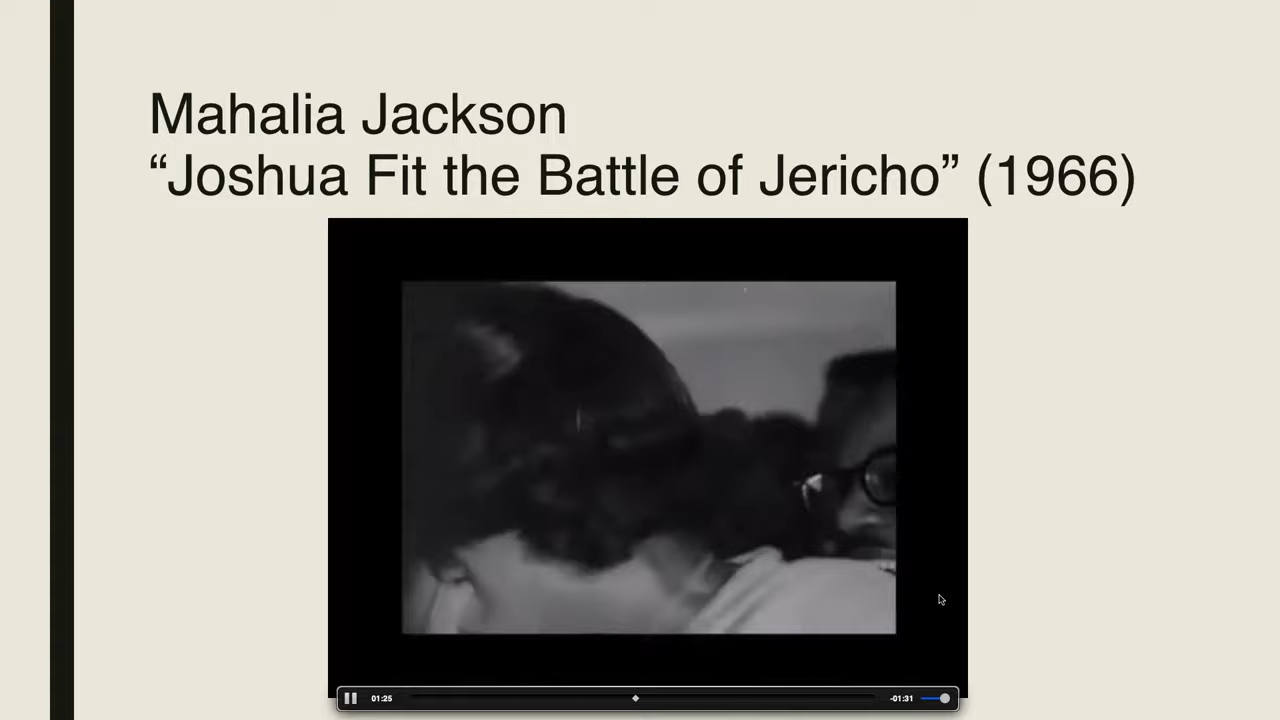 Mahalia Jackson
“Joshua Fit the Battle of Jericho” (1966)
01:25
-01:31